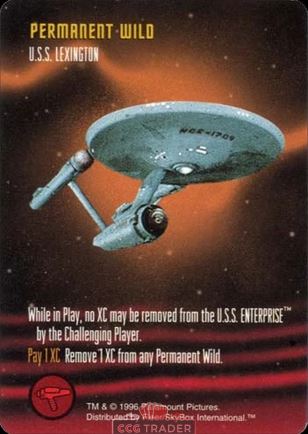 PERMANENT WILD
U.S.S. LEXINGTON
NCC-1709
While in Play, no XC may be removed from the U.S.S. ENTERPRISE™
by the Challenging Player.
Pay 1 XC Remove 1 XC from any Permanent Wild.
TM & © 1996 Paramount Pictures.
Distributed by Fleer/SkyBox International.™
CCG TRADER